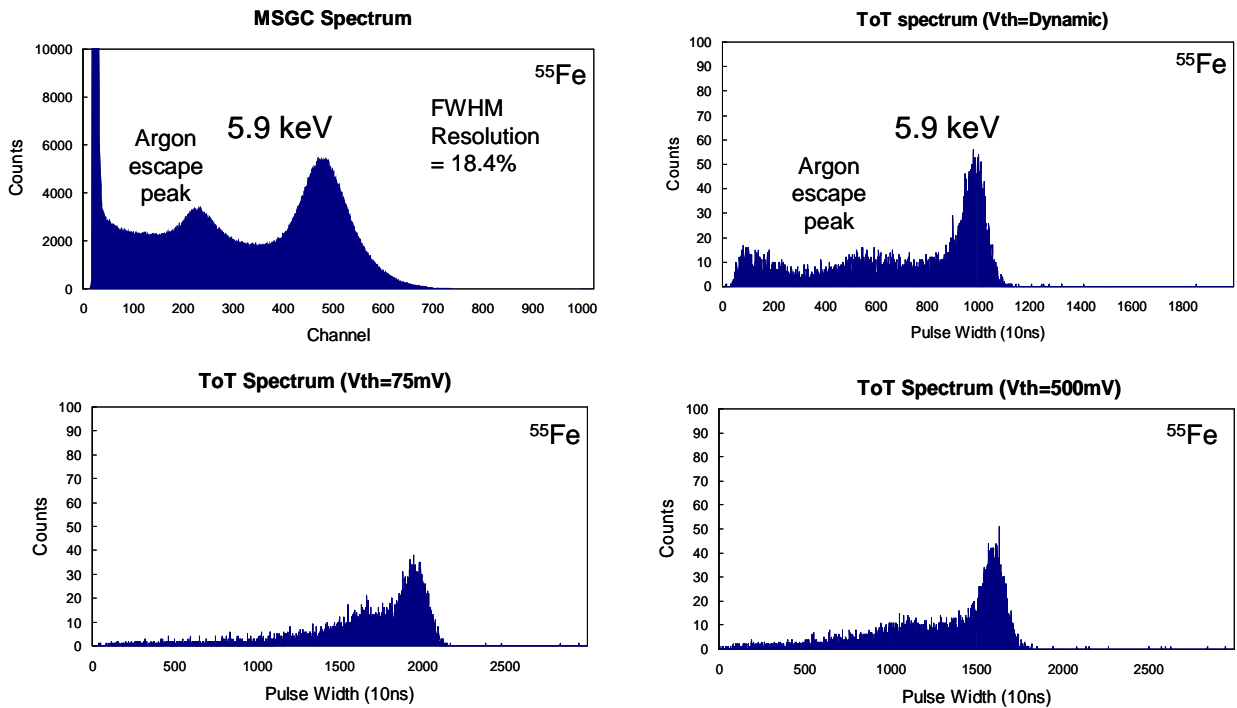 MSGC Spectrum
10000
8000
6000
4000
2000
0
Counts
Argon
escape
peak
5.9 keV
FWHM
Resolution
= 18.4%
⁵⁵Fe
0 100 200 300 400 500 600 700 800 900 1000
Channel
ToT spectrum (Vth=Dynamic)
100
90
80
70
60
50
40
30
20
10
0
Counts
Argon
escape
peak
5.9 keV
⁵⁵Fe
0 200 400 600 800 1000 1200 1400 1600 1800
Pulse Width (10ns)
ToT Spectrum (Vth=75mV)
100
90
80
70
60
50
40
30
20
10
0
Counts
⁵⁵Fe
0 500 1000 1500 2000 2500
Pulse Width (10ns)
ToT Spectrum (Vth=500mV)
100
90
80
70
60
50
40
30
20
10
0
Counts
⁵⁵Fe
0 500 1000 1500 2000 2500
Pulse Width (10ns)